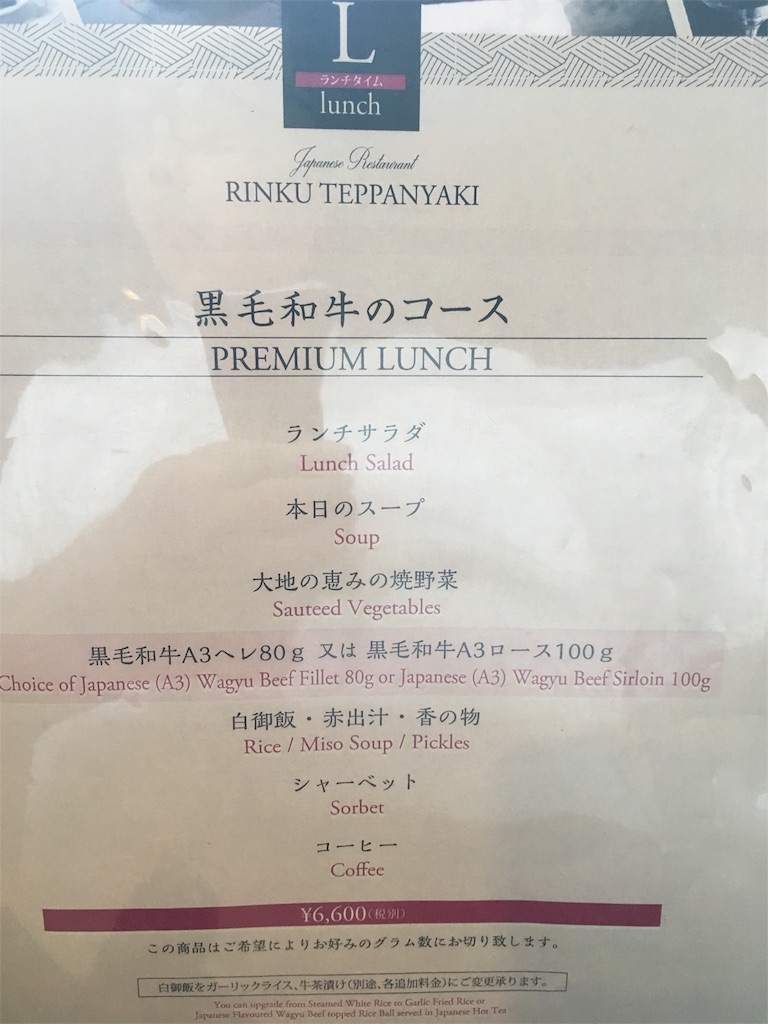 L
ランチタイム
lunch
Japanese Restaurant
RINKU TEPPANYAKI
黒毛和牛のコース
PREMIUM LUNCH
ランチサラダ
Lunch Salad
本日のスープ
Soup
大地の恵みの焼野菜
Sauteed Vegetables
黒毛和牛A3ヘレ80g 又は 黒毛和牛A3ロース100g
Choice of Japanese (A3) Wagyu Beef Fillet 80g or Japanese (A3) Wagyu Beef Sirloin 100g
白御飯・赤出汁・香の物
Rice / Miso Soup / Pickles
シャーベット
Sorbet
コーヒー
Coffee
¥6,600(税別)
この商品はご希望によりお好みのグラム数にお切り致します。
白御飯をガーリックライス、牛茶漬け(別途、各追加料金)にご変更承ります。
You can upgrade from Steamed White Rice to Garlic Fried Rice or
Japanese Flavoured Wagyu Beef topped Rice Ball served in Japanese Hot Tea